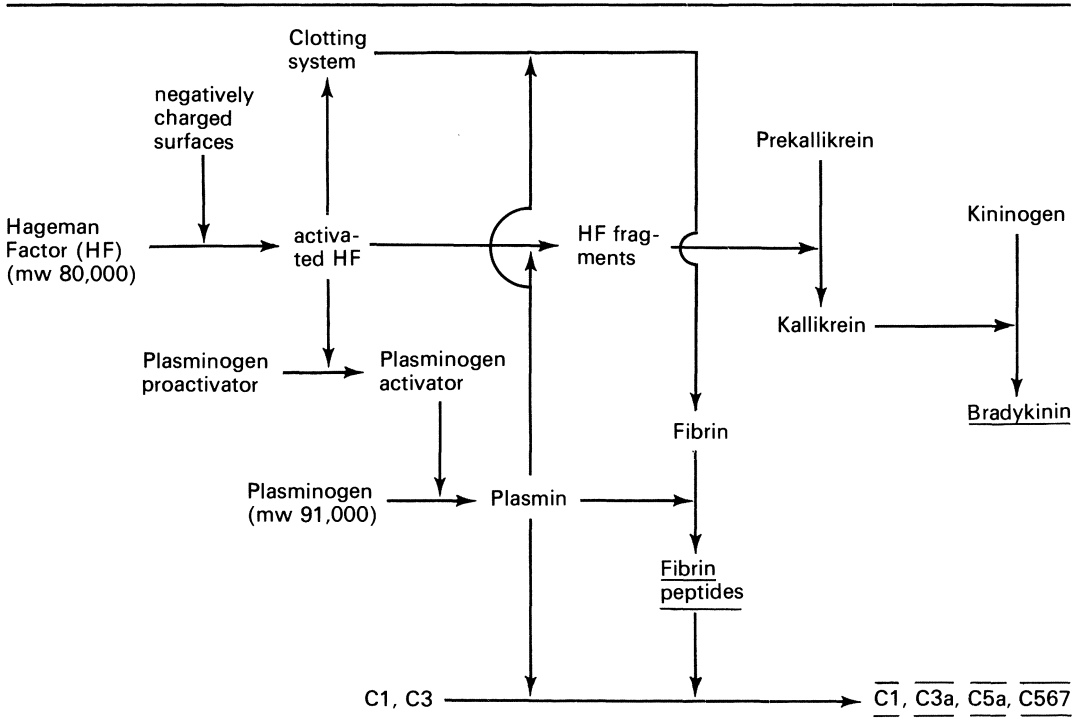 Clotting
system
negatively
charged
surfaces
Prekallikrein
Hageman
Factor (HF)
(mw 80,000)
activa-
ted HF
HF frag-
ments
Kininogen
Kallikrein
Plasminogen
proactivator
Plasminogen
activator
Bradykinin
Fibrin
Plasminogen
(mw 91,000)
Plasmin
Fibrin
peptides
C1, C3
C1, C3a, C5a, C567